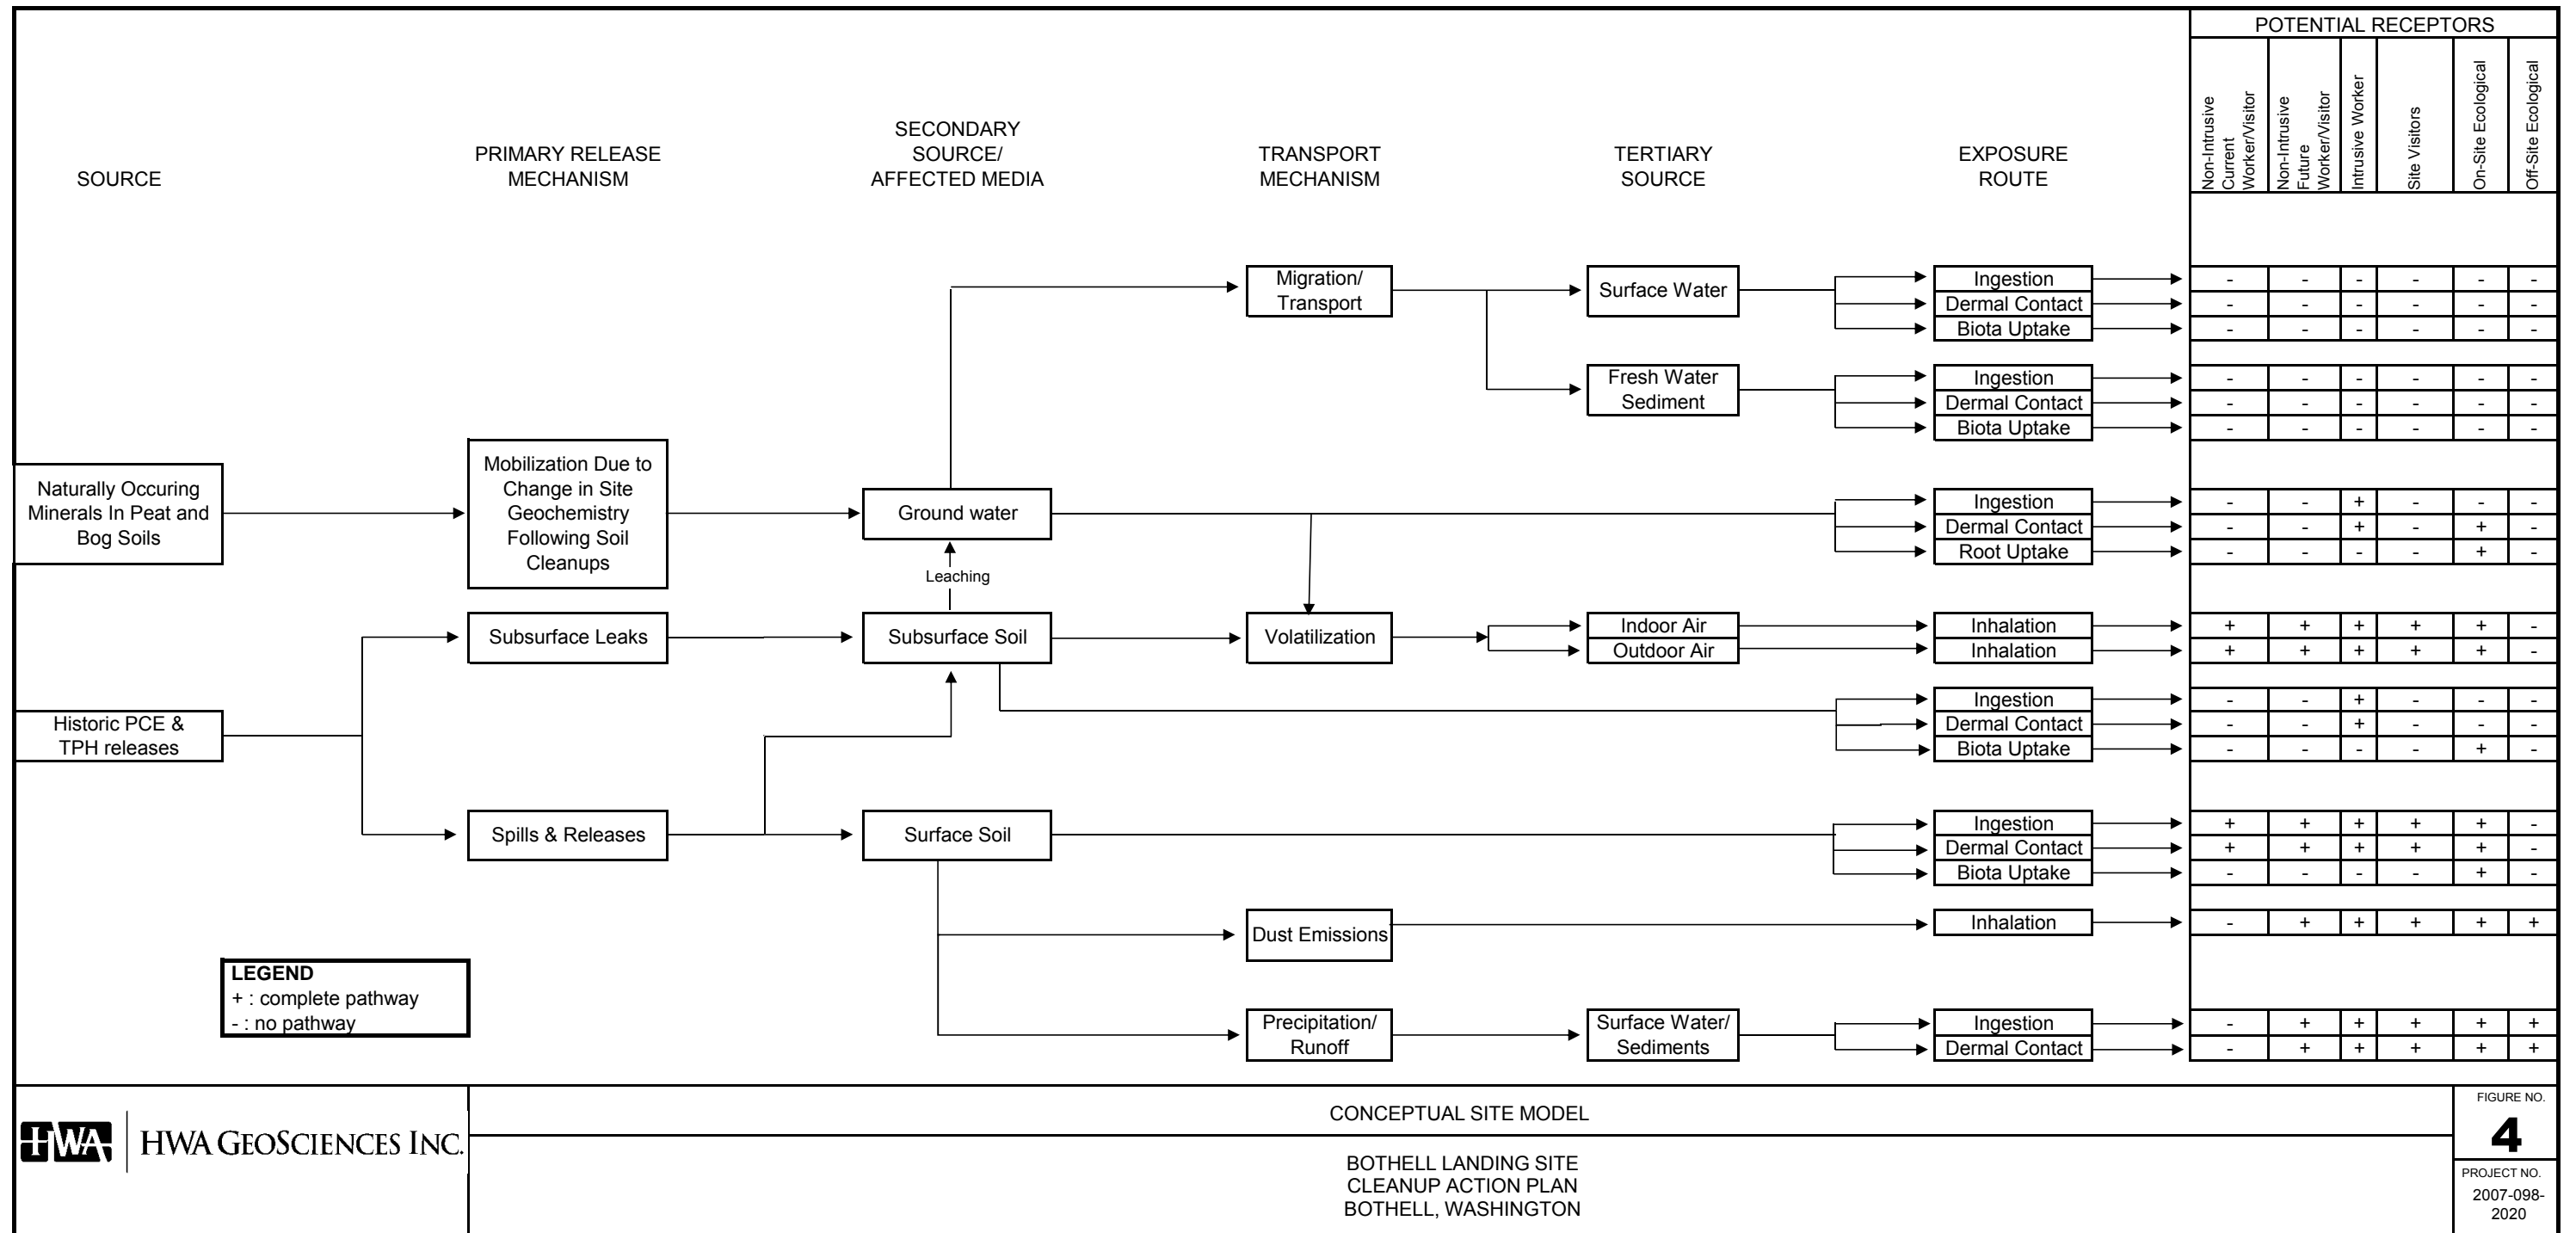 POTENTIAL RECEPTORS
Non-Intrusive
Current
Worker/Visitor
Non-Intrusive
Future
Worker/Visitor
Intrusive Worker
Site Visitors
On-Site Ecological
Off-Site Ecological
SOURCE
PRIMARY RELEASE
MECHANISM
SECONDARY
SOURCE/
AFFECTED MEDIA
TRANSPORT
MECHANISM
TERTIARY
SOURCE
EXPOSURE
ROUTE
Migration/
Transport
Surface Water
Ingestion - - - - - -
Dermal Contact - - - - - -
Biota Uptake - - - - - -
Fresh Water
Sediment
Ingestion - - - - - -
Dermal Contact - - - - - -
Biota Uptake - - - - - -
Naturally Occuring
Minerals In Peat and
Bog Soils
Mobilization Due to
Change in Site
Geochemistry
Following Soil
Cleanups
Ground water
Ingestion - - + - - -
Dermal Contact - - + - + -
Root Uptake - - - - + -
Leaching
Subsurface Leaks
Subsurface Soil
Volatilization
Indoor Air Inhalation + + + + + -
Outdoor Air Inhalation + + + + + -
Ingestion - - + - - -
Dermal Contact - - + - - -
Biota Uptake - - - - + -
Historic PCE &
TPH releases
Spills & Releases
Surface Soil
Ingestion + + + + + -
Dermal Contact + + + + + -
Biota Uptake - - - - + -
Dust Emissions
Inhalation - + + + + +
LEGEND
+ : complete pathway
- : no pathway
Precipitation/
Runoff
Surface Water/
Sediments
Ingestion - + + + + +
Dermal Contact - + + + + +
HWA
HWA GEOSCIENCES INC.
CONCEPTUAL SITE MODEL
BOTHELL LANDING SITE
CLEANUP ACTION PLAN
BOTHELL, WASHINGTON
FIGURE NO.
4
PROJECT NO.
2007-098-
2020